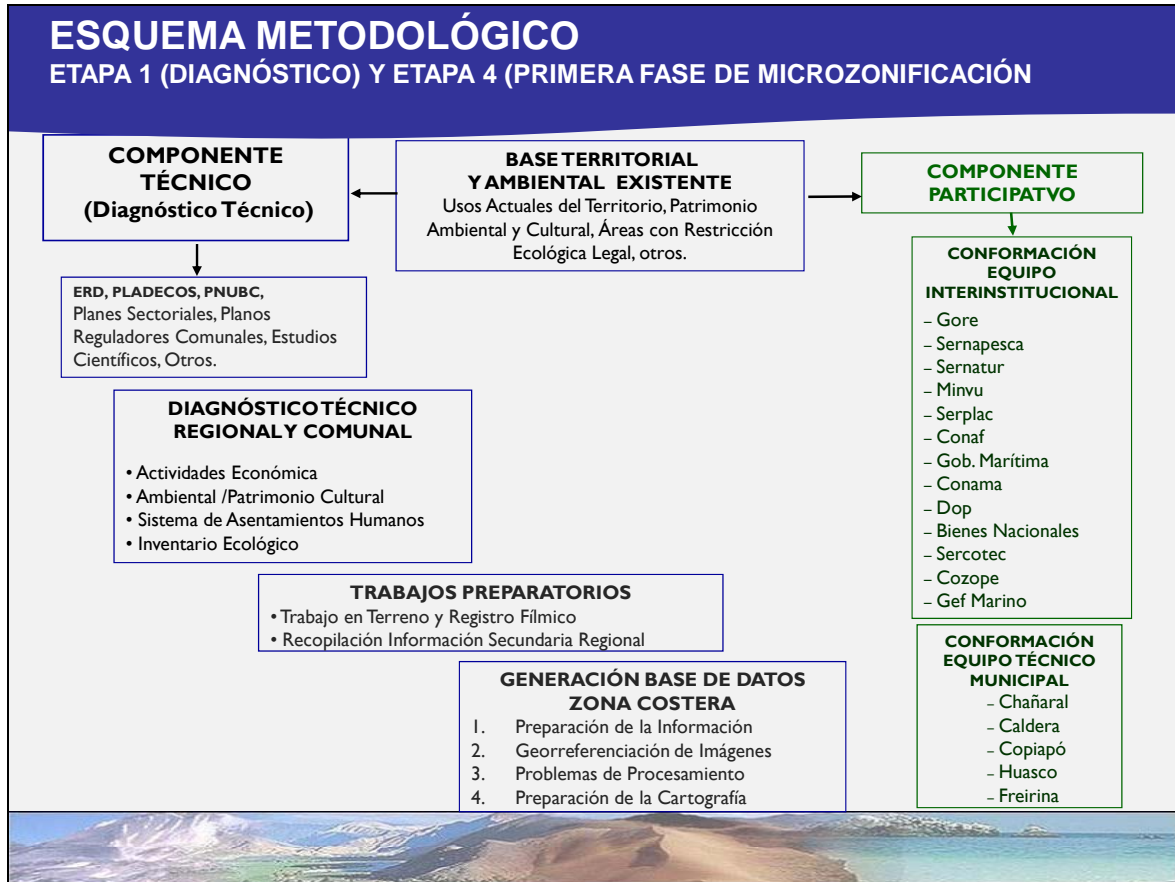 ESQUEMA METODOLÓGICO
ETAPA 1 (DIAGNÓSTICO) Y ETAPA 4 (PRIMERA FASE DE MICROZONIFICACIÓN
COMPONENTE
TÉCNICO
(Diagnóstico Técnico)
BASE TERRITORIAL
Y AMBIENTAL EXISTENTE
Usos Actuales del Territorio, Patrimonio
Ambiental y Cultural, Áreas con Restricción
Ecológica Legal, otros.
COMPONENTE
PARTICIPATVO
ERD, PLADECOS, PNUBC,
Planes Sectoriales, Planos
Reguladores Comunales, Estudios
Científicos, Otros.
DIAGNÓSTICO TÉCNICO
REGIONAL Y COMUNAL
• Actividades Económica
• Ambiental /Patrimonio Cultural
• Sistema de Asentamientos Humanos
• Inventario Ecológico
TRABAJOS PREPARATORIOS
• Trabajo en Terreno y Registro Fílmico
• Recopilación Información Secundaria Regional
GENERACIÓN BASE DE DATOS
ZONA COSTERA
1. Preparación de la Información
2. Georreferenciación de Imágenes
3. Problemas de Procesamiento
4. Preparación de la Cartografía
CONFORMACIÓN
EQUIPO
INTERINSTITUCIONAL
– Gore
– Sernapesca
– Sernatur
– Minvu
– Serplac
– Conaf
– Gob. Marítima
– Conama
– Dop
– Bienes Nacionales
– Sercotec
– Cozope
– Gef Marino
CONFORMACIÓN
EQUIPO TÉCNICO
MUNICIPAL
– Chañaral
– Caldera
– Copiapó
– Huasco
– Freirina